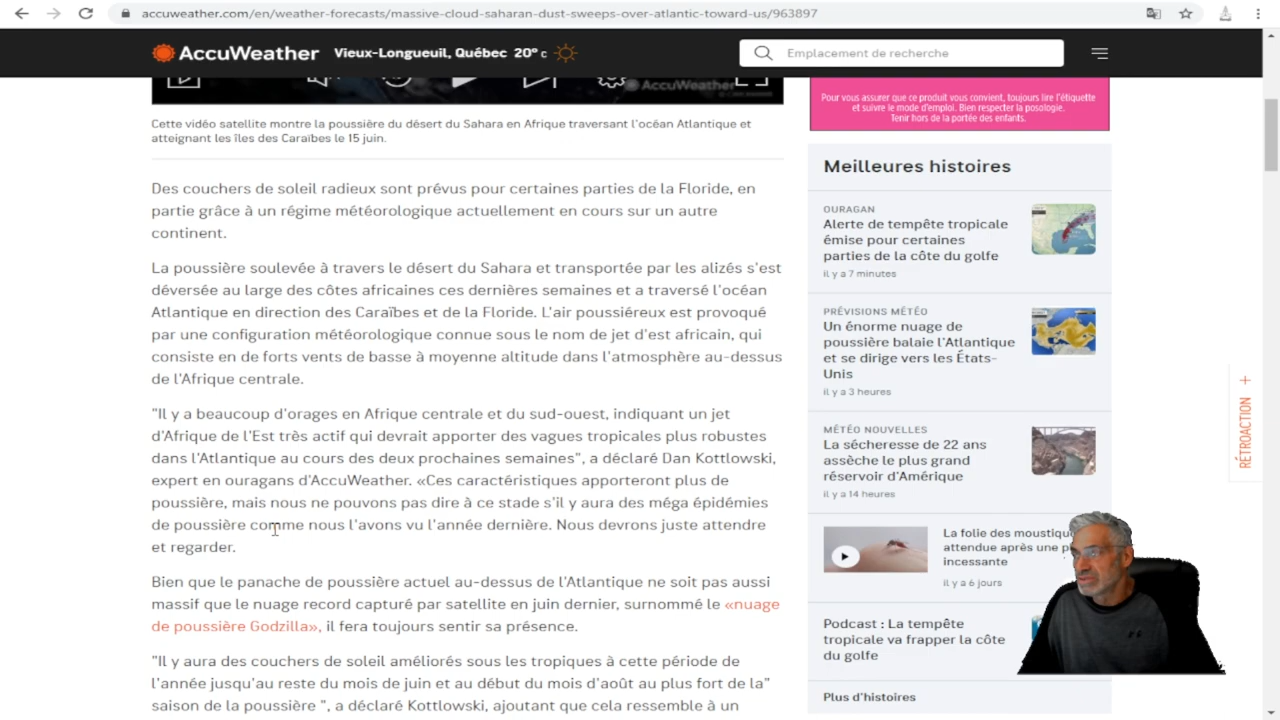 accuweather.com/en/weather-forecasts/massive-cloud-saharan-dust-sweeps-over-atlantic-toward-us/963897
AccuWeather
Vieux-Longueuil, Québec 20° c
Emplacement de recherche
AccuWeather
Cette vidéo satellite suit la poussière du désert du Sahara en Afrique traversant l'océan Atlantique et
atteignant les îles des Caraïbes le 15 juin.
Des couchers de soleil radieux sont prévus pour certaines parties de la Floride, en
partie grâce à un régime météorologique actuellement en cours sur un autre
continent.
La poussière soulevée à travers le désert du Sahara et transportée par les alizés s'est
déversée au large des côtes africaines ces dernières semaines et a traversé l'océan
Atlantique en direction des Caraïbes et de la Floride. L'air poussiéreux est provoqué
par une configuration météorologique connue sous le nom de jet d'est africain, qui
consiste en de forts vents de basse à moyenne altitude dans l'atmosphère au-dessus
de l'Afrique centrale.
"Il y a beaucoup d'orages en Afrique centrale et du sud-ouest, indiquant un jet
d'Afrique de l'Est très actif qui devrait apporter des vagues tropicales plus robustes
dans l'Atlantique au cours des deux prochaines semaines", a déclaré Dan Kottlowski,
expert en ouragans d'AccuWeather. «Ces caractéristiques apporteront plus de
poussière, mais nous ne pouvons pas dire à ce stade s'il y aura des méga épidémies
de poussière comme nous l'avons vu l'année dernière. Nous devrons juste attendre
et regarder.
Bien que le panache de poussière actuel au-dessus de l'Atlantique ne soit pas aussi
massif que le nuage record capturé par satellite en juin dernier, surnommé le «nuage
de poussière Godzilla», il fera toujours sentir sa présence.
"Il y aura des couchers de soleil améliorés sous les tropiques à cette période de
l'année jusqu'au reste du mois de juin et au début du mois d'août au plus fort de la"
saison de la poussière ", a déclaré Kottlowski, ajoutant que cela ressemble à un
Pour vous assurer que ce produit vous convient, toujours lire l'étiquette
et suivre le mode d'emploi. Bien respecter la posologie.
Tenir hors de la portée des enfants.
Meilleures histoires
OURAGAN
Alerte de tempête tropicale
émise pour certaines
parties de la côte du golfe
il y a 7 minutes
PRÉVISIONS MÉTÉO
Un énorme nuage de
poussière balaie l'Atlantique
et se dirige vers les États-
Unis
il y a 3 heures
MÉTÉO NOUVELLES
La sécheresse de 22 ans
assèche le plus grand
réservoir d'Amérique
il y a 14 heures
La folie des moustiqu
attendue après une p
incessante
il y a 6 jours
Podcast : La tempête
tropicale va frapper la côte
du golfe
Plus d'histoires
RÉTROACTION +